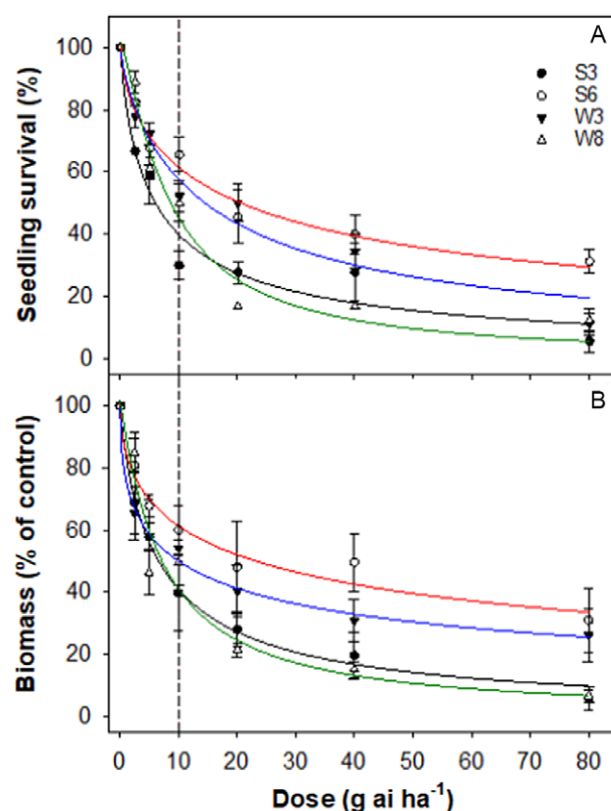 A
100
80
60
40
20
0
Seedling survival (%)
S3
S6
W3
W8
B
100
80
60
40
20
0
Biomass (% of control)
0 10 20 30 40 50 60 70 80
Dose (g ai ha⁻¹)